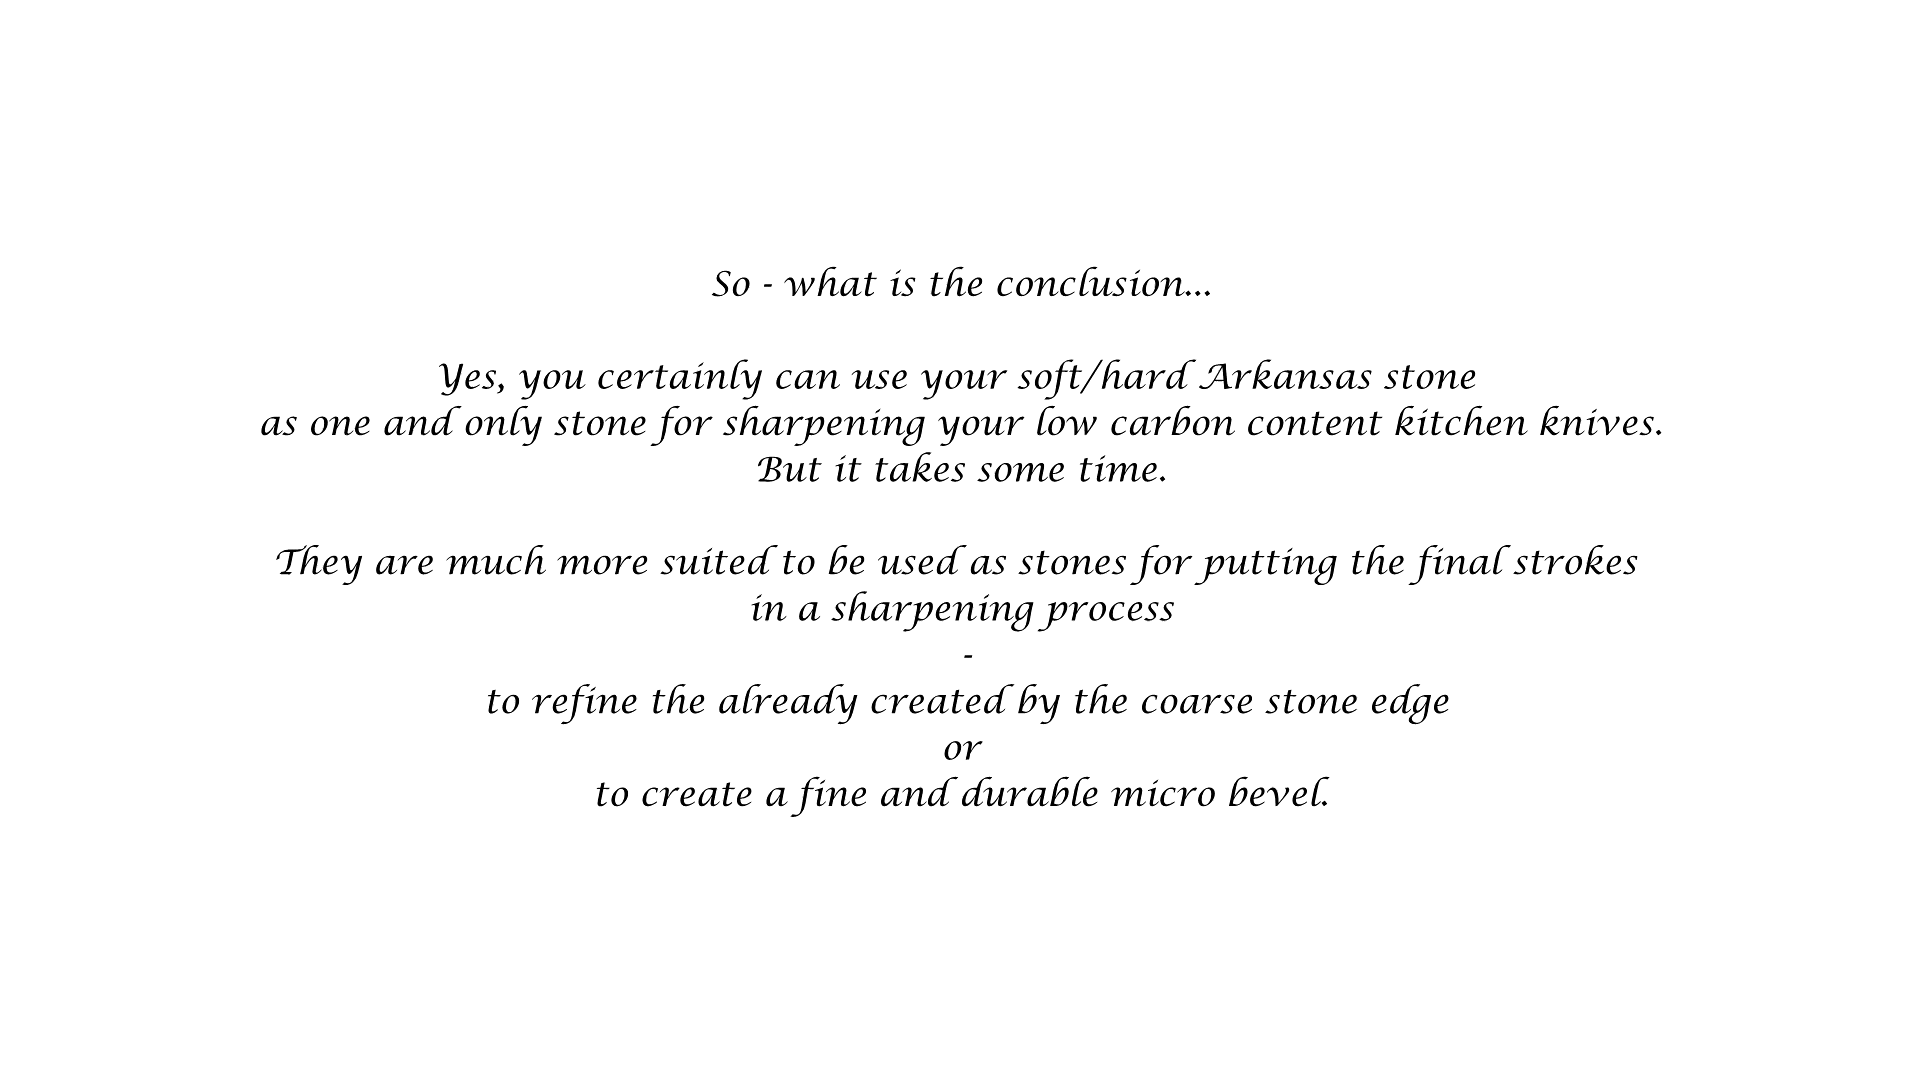 So - what is the conclusion...
Yes, you certainly can use your soft/hard Arkansas stone
as one and only stone for sharpening your low carbon content kitchen knives.
But it takes some time.
They are much more suited to be used as stones for putting the final strokes
in a sharpening process
-
to refine the already created by the coarse stone edge
or
to create a fine and durable micro bevel.